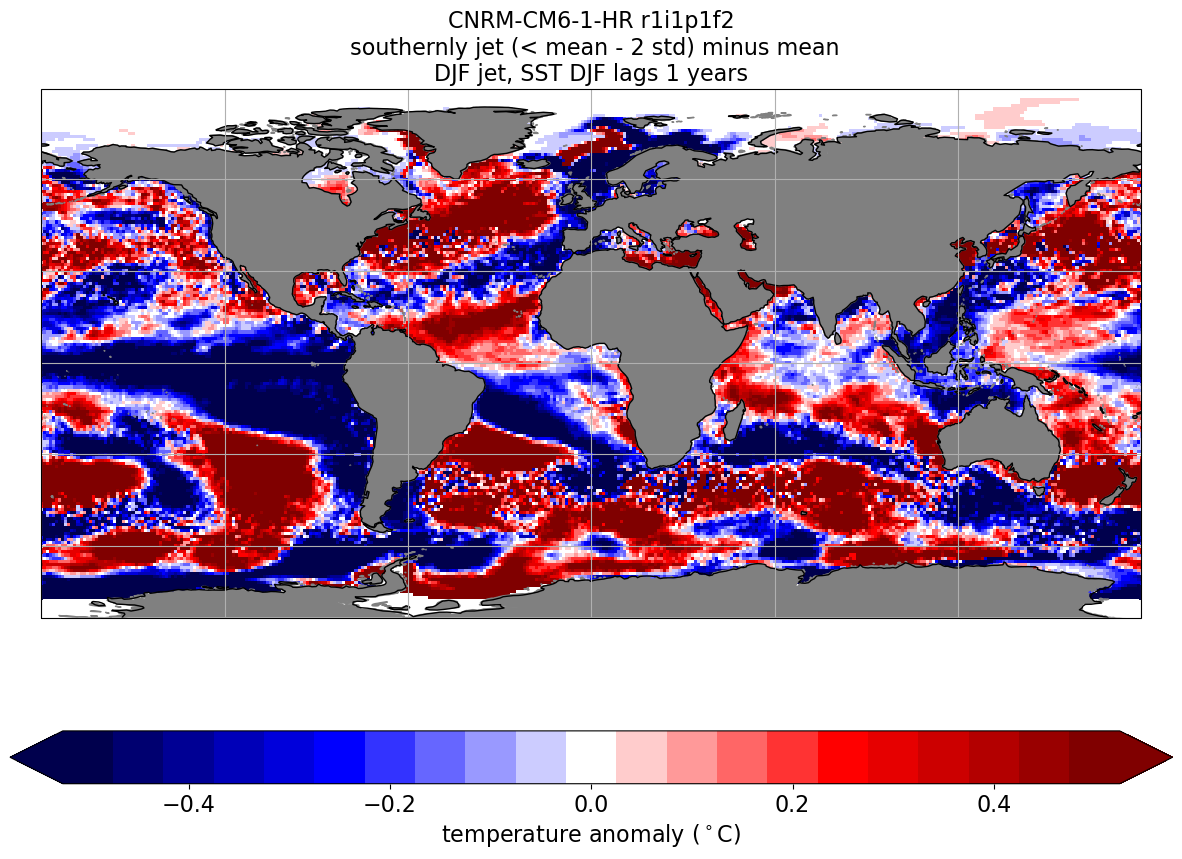 CNRM-CM6-1-HR r1i1p1f2
southernly jet (< mean - 2 std) minus mean
DJF jet, SST DJF lags 1 years
−0.4 −0.2 0.0 0.2 0.4
temperature anomaly (°C)